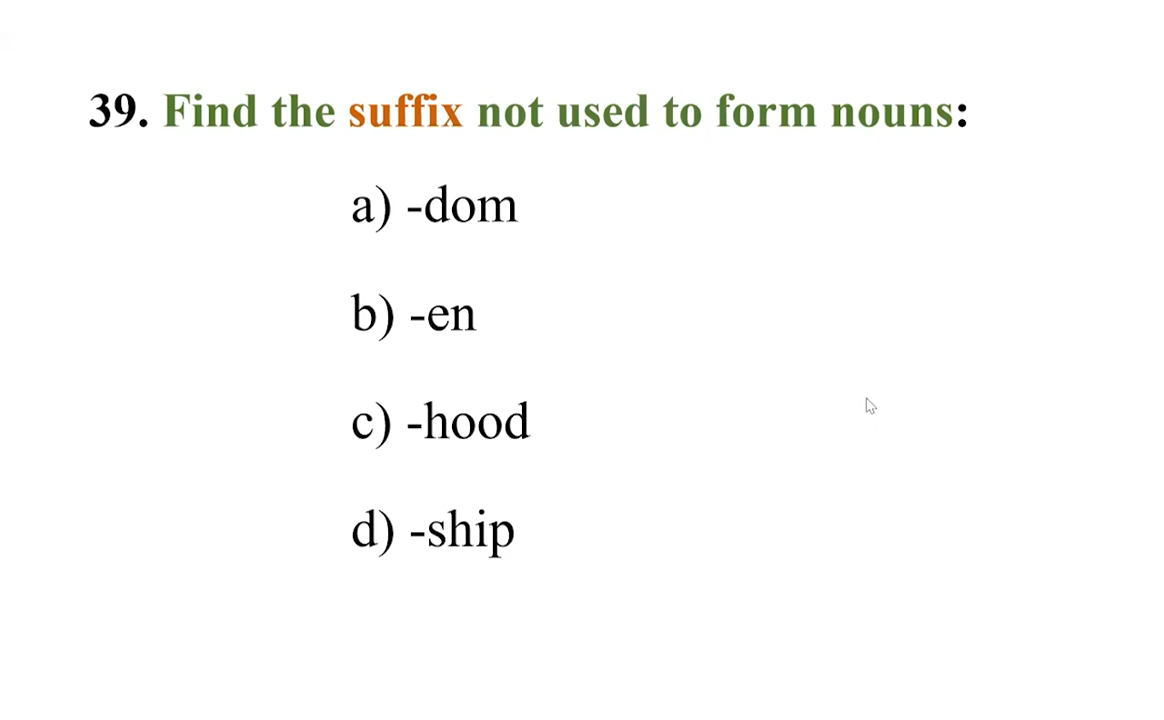 39. Find the suffix not used to form nouns:
a) -dom
b) -en
c) -hood
d) -ship